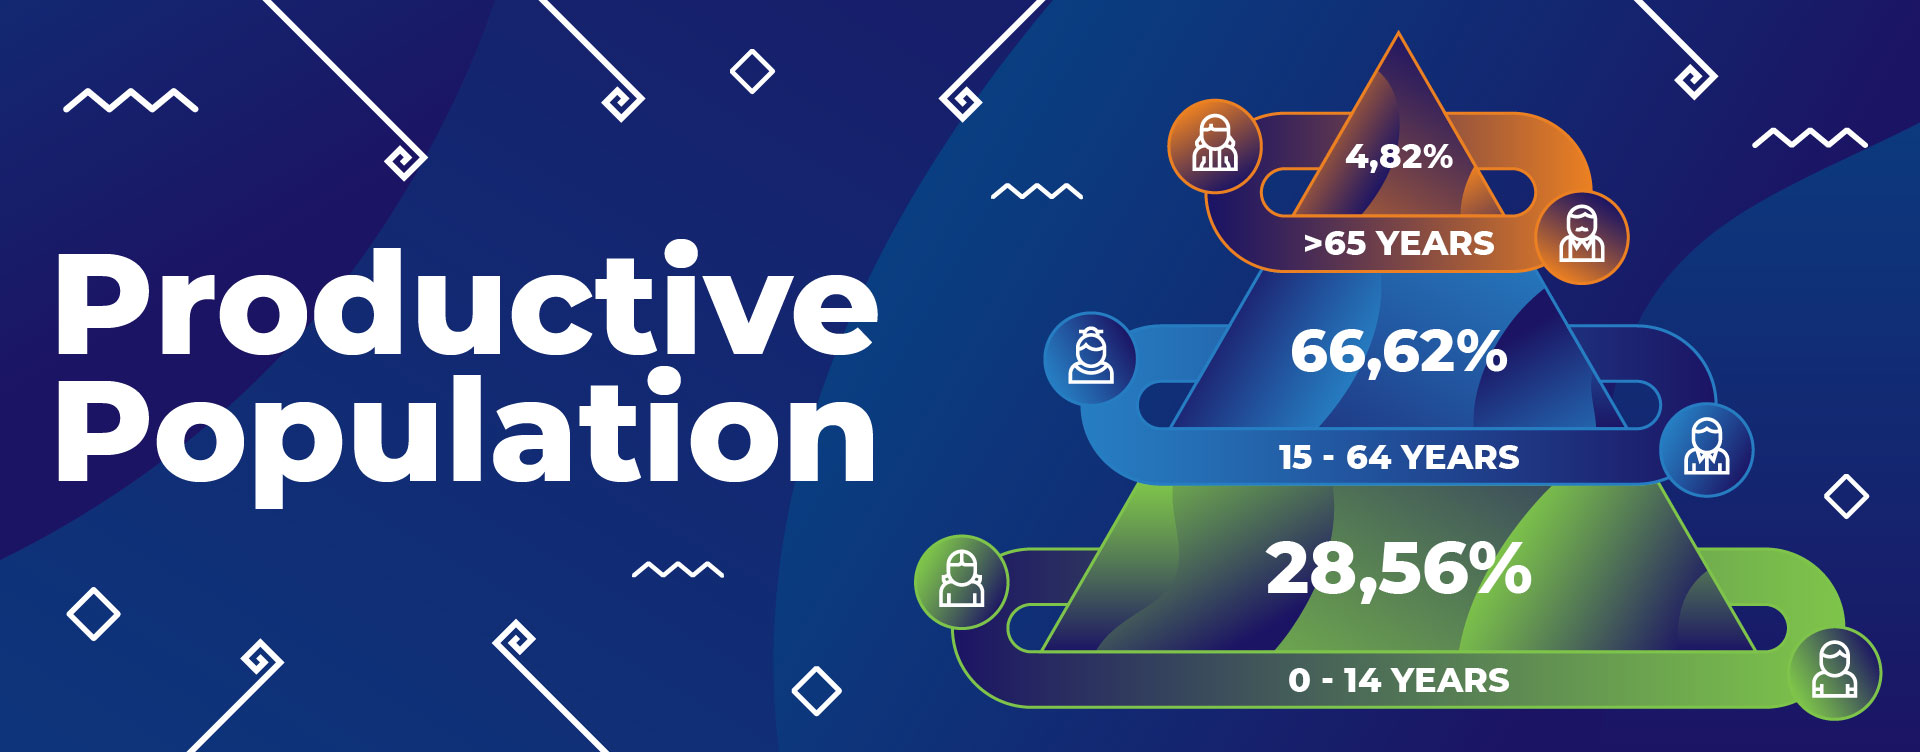 Productive
Population
4,82%
>65 YEARS
66,62%
15 - 64 YEARS
28,56%
0 - 14 YEARS